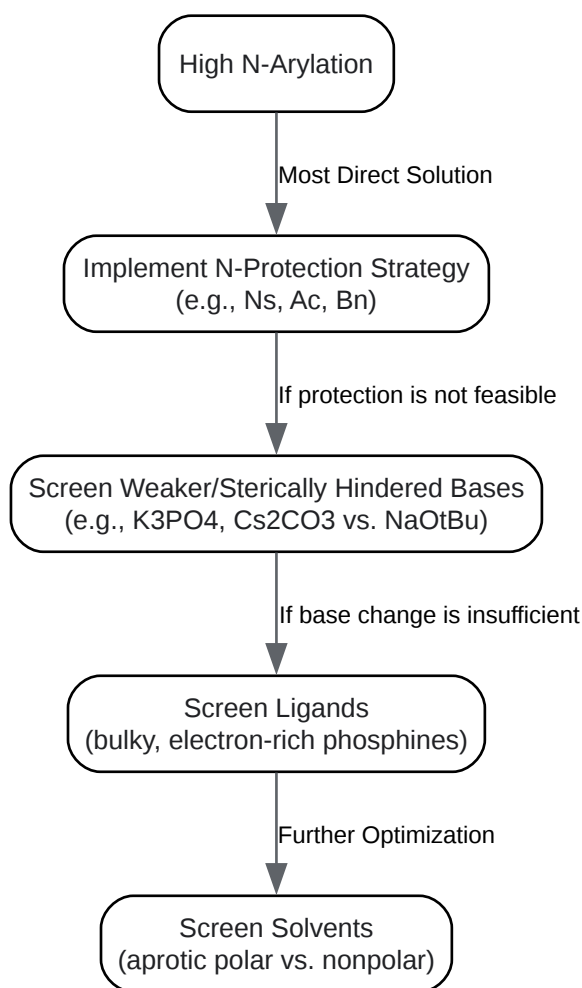 High N-Arylation
Most Direct Solution
Implement N-Protection Strategy
(e.g., Ns, Ac, Bn)
If protection is not feasible
Screen Weaker/Sterically Hindered Bases
(e.g., K3PO4, Cs2CO3 vs. NaOtBu)
If base change is insufficient
Screen Ligands
(bulky, electron-rich phosphines)
Further Optimization
Screen Solvents
(aprotic polar vs. nonpolar)